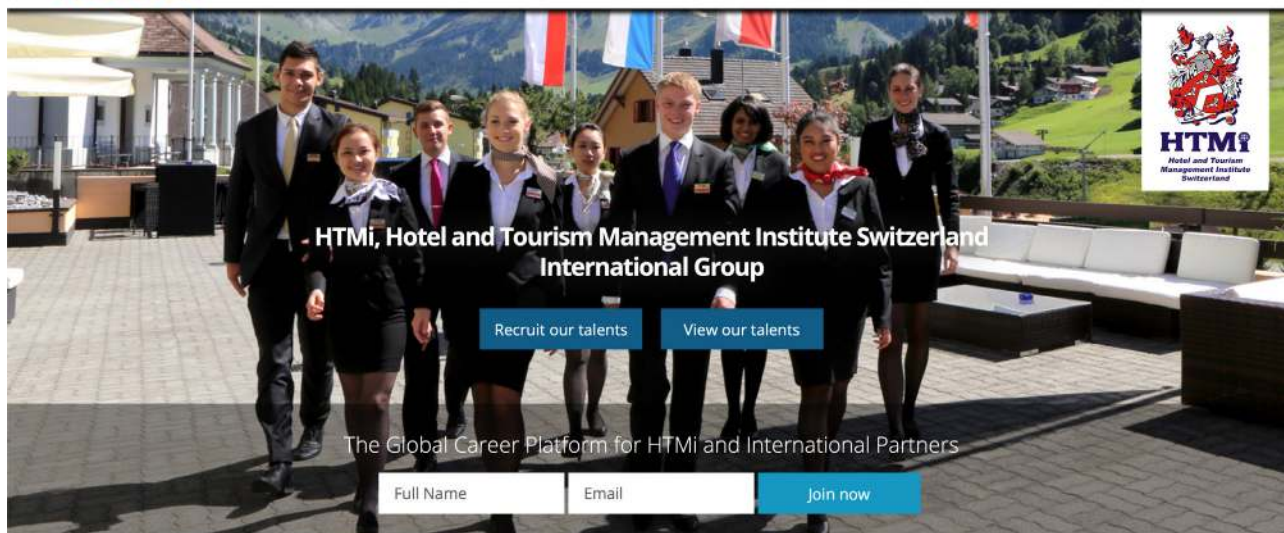 HTMi
Hotel and Tourism
Management Institute
Switzerland
HTMi, Hotel and Tourism Management Institute Switzerland
International Group
Recruit our talents
View our talents
The Global Career Platform for HTMi and International Partners
Full Name
Email
Join now